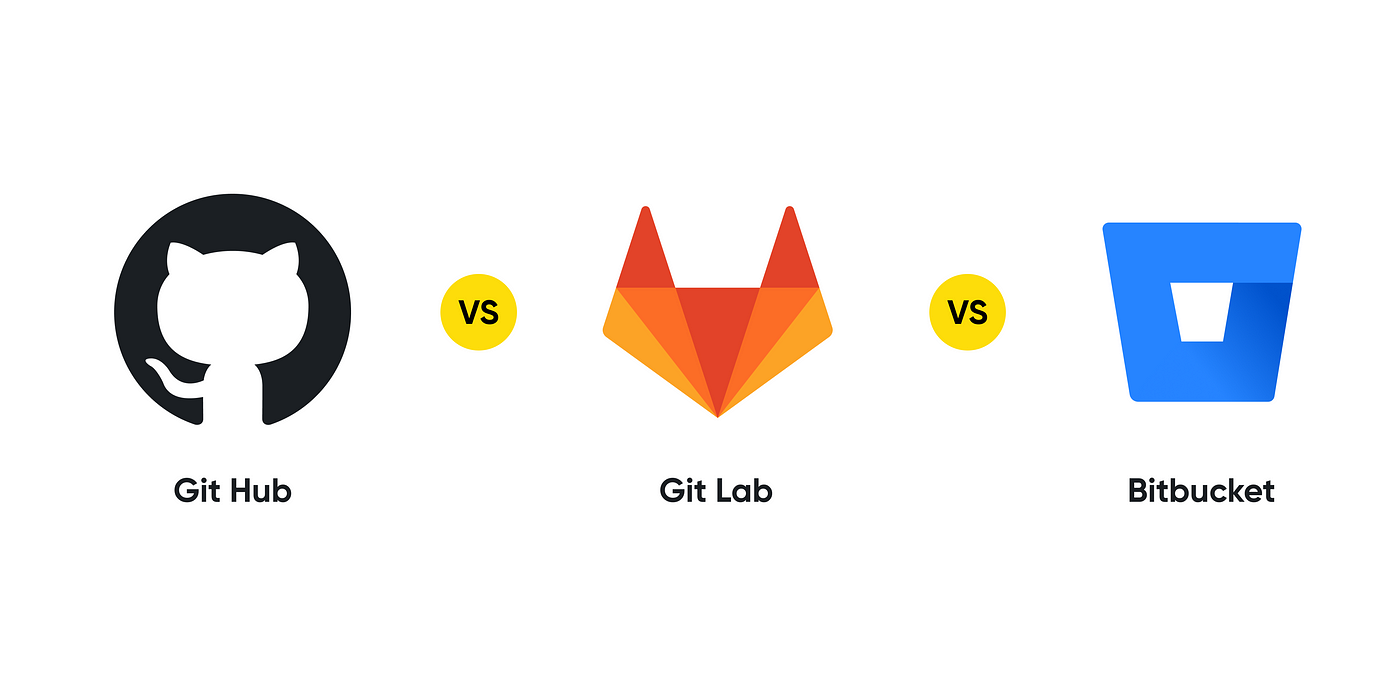 VS
VS
Git Hub
Git Lab
Bitbucket